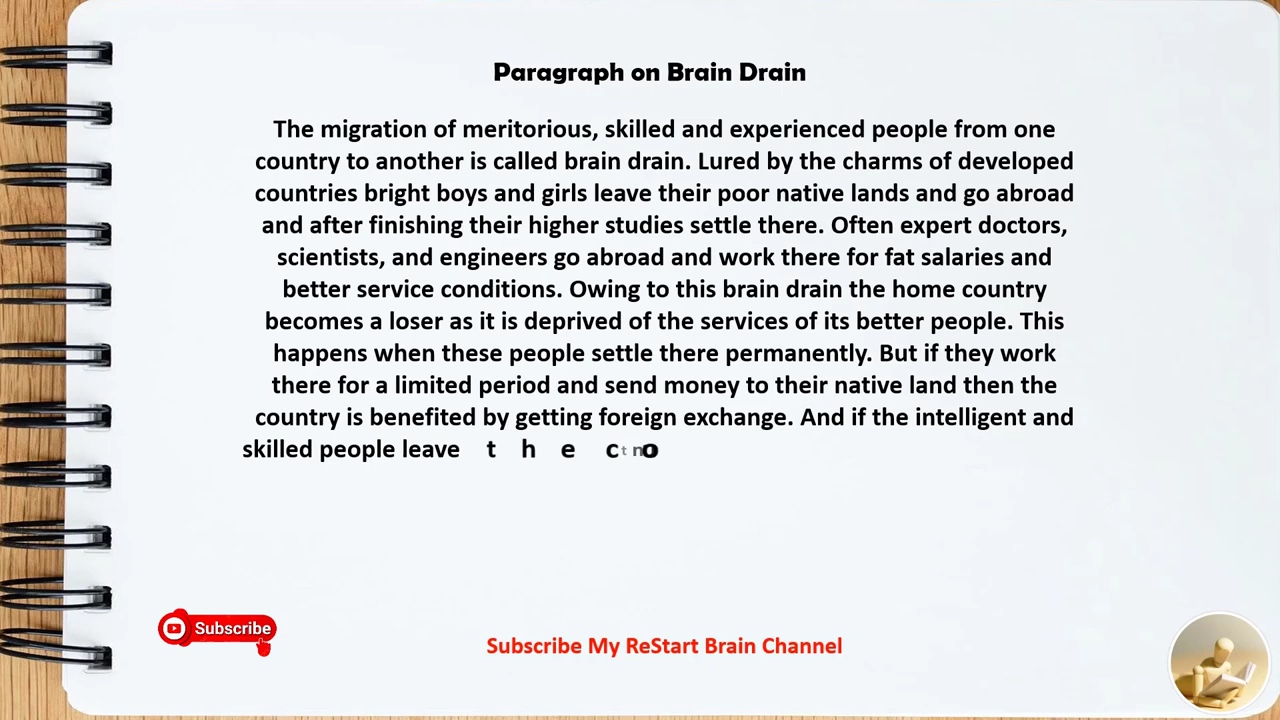 Paragraph on Brain Drain
The migration of meritorious, skilled and experienced people from one
country to another is called brain drain. Lured by the charms of developed
countries bright boys and girls leave their poor native lands and go abroad
and after finishing their higher studies settle there. Often expert doctors,
scientists, and engineers go abroad and work there for fat salaries and
better service conditions. Owing to this brain drain the home country
becomes a loser as it is deprived of the services of its better people. This
happens when these people settle there permanently. But if they work
there for a limited period and send money to their native land then the
country is benefited by getting foreign exchange. And if the intelligent and
skilled people leave the
Subscribe
Subscribe My ReStart Brain Channel